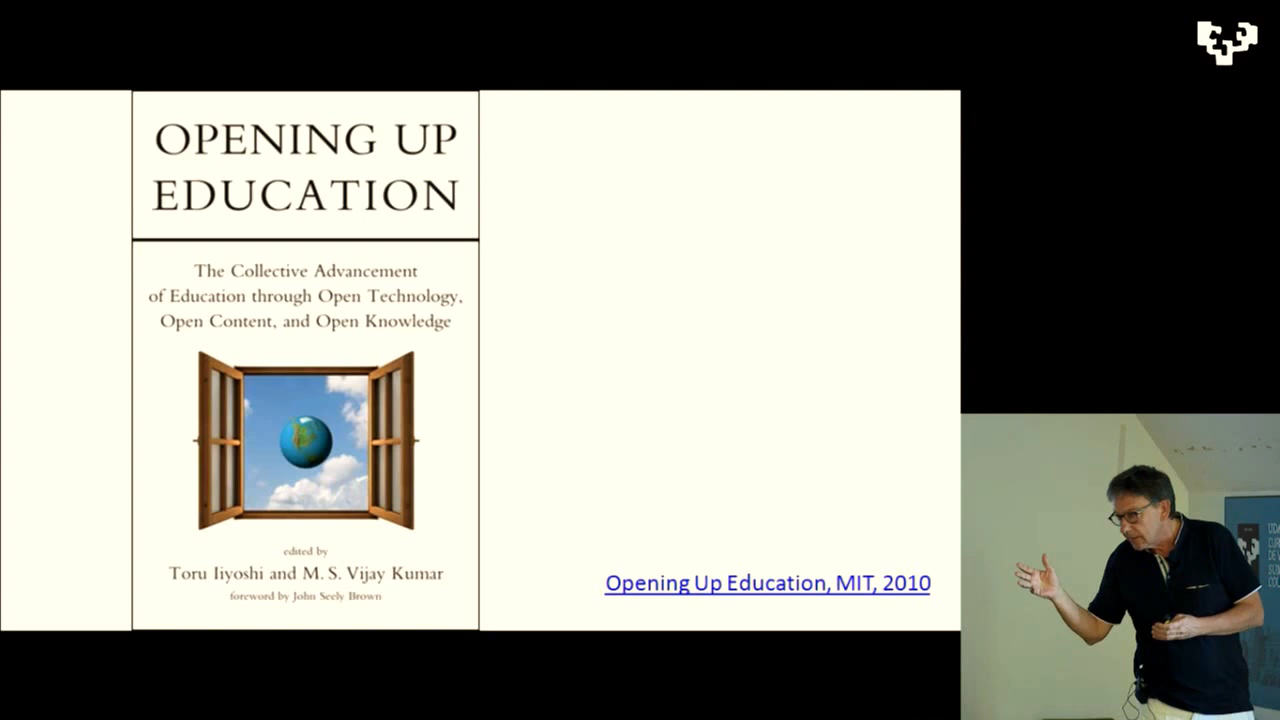 OPENING UP
EDUCATION
The Collective Advancement
of Education through Open Technology,
Open Content, and Open Knowledge
edited by
Toru Iiyoshi and M. S. Vijay Kumar
foreword by John Seely Brown
Opening Up Education, MIT, 2010